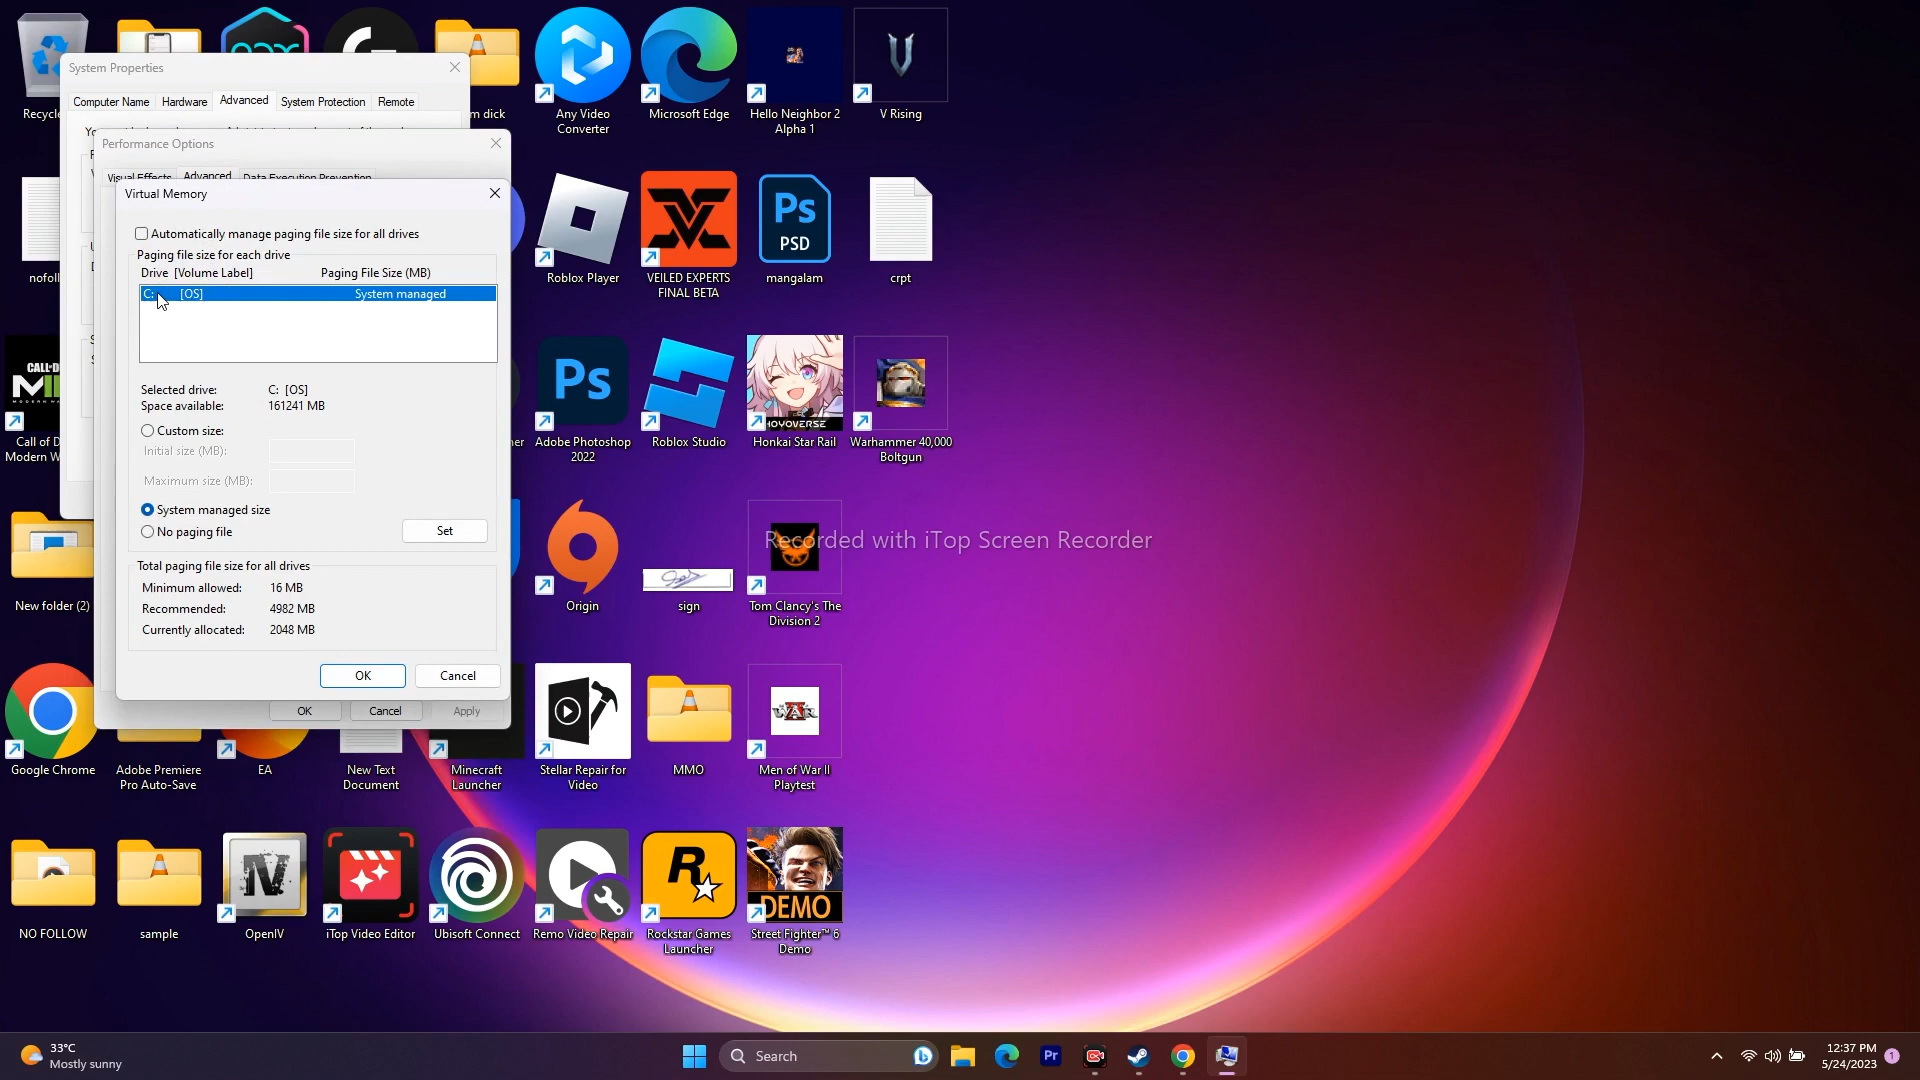 System Properties
Computer Name
Hardware
Advanced
System Protection
Remote
Performance Options
Visual Effects
Advanced
Data Execution Prevention
Virtual Memory
Automatically manage paging file size for all drives
Paging file size for each drive
Drive [Volume Label]
Paging File Size (MB)
C: [OS]
System managed
Selected drive: C: [OS]
Space available: 161241 MB
Custom size:
Initial size (MB):
Maximum size (MB):
System managed size
No paging file
Set
Total paging file size for all drives
Minimum allowed: 16 MB
Recommended: 4982 MB
Currently allocated: 2048 MB
OK
Cancel
OK
Cancel
Apply
Any Video
Converter
Microsoft Edge
Hello Neighbor 2
Alpha 1
V Rising
Roblox Player
VEILED EXPERTS
FINAL BETA
Ps
PSD
mangalam
crpt
Ps
Adobe Photoshop
2022
Roblox Studio
HOYOVERSE
Honkai Star Rail
Warhammer 40,000
Boltgun
New folder (2)
Origin
sign
Tom Clancy's The
Division 2
Recorded with iTop Screen Recorder
Google Chrome
Adobe Premiere
Pro Auto-Save
EA
New Text
Document
Minecraft
Launcher
Stellar Repair for
Video
MMO
Men of War II
Playtest
NO FOLLOW
sample
OpenIV
iTop Video Editor
Ubisoft Connect
Remo Video Repair
Rockstar Games
Launcher
DEMO
Street Fighter™ 6
Demo
33°C
Mostly sunny
Search
Pr
12:37 PM
5/24/2023
1